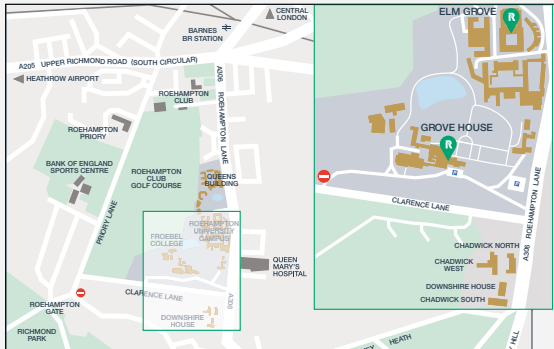 CENTRAL
LONDON
BARNES
BR STATION
A205 UPPER RICHMOND ROAD (SOUTH CIRCULAR)
HEATHROW AIRPORT
A306 ROEHAMPTON LANE
ROEHAMPTON
CLUB
ROEHAMPTON
PRIORY
BANK OF ENGLAND
SPORTS CENTRE
ROEHAMPTON
CLUB
GOLF COURSE
QUEENS
BUILDING
PRIORY LANE
ROEHAMPTON
UNIVERSITY
CAMPUS
FROEBEL
COLLEGE
QUEEN
MARY'S
HOSPITAL
CLARENCE LANE
A306
ROEHAMPTON
GATE
DOWNSHIRE
HOUSE
RICHMOND
PARK
ELM GROVE
R
GROVE HOUSE
R
CLARENCE LANE
A306 ROEHAMPTON LANE
CHADWICK NORTH
CHADWICK
WEST
DOWNSHIRE HOUSE
CHADWICK SOUTH
HEATH
HILL